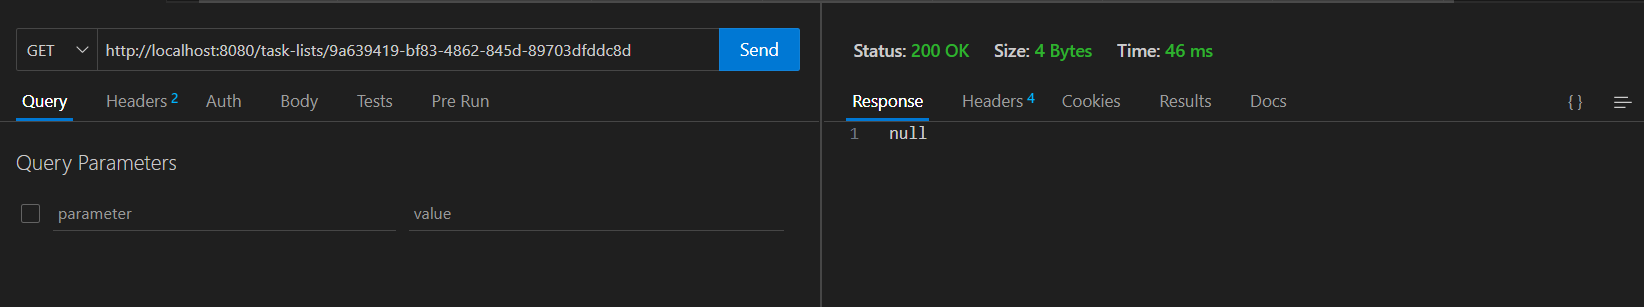 GET http://localhost:8080/task-lists/9a639419-bf83-4862-845d-89703dfddc8d Send
Query Headers 2 Auth Body Tests Pre Run
Query Parameters
parameter value
Status: 200 OK Size: 4 Bytes Time: 46 ms
Response Headers 4 Cookies Results Docs { }
1 null